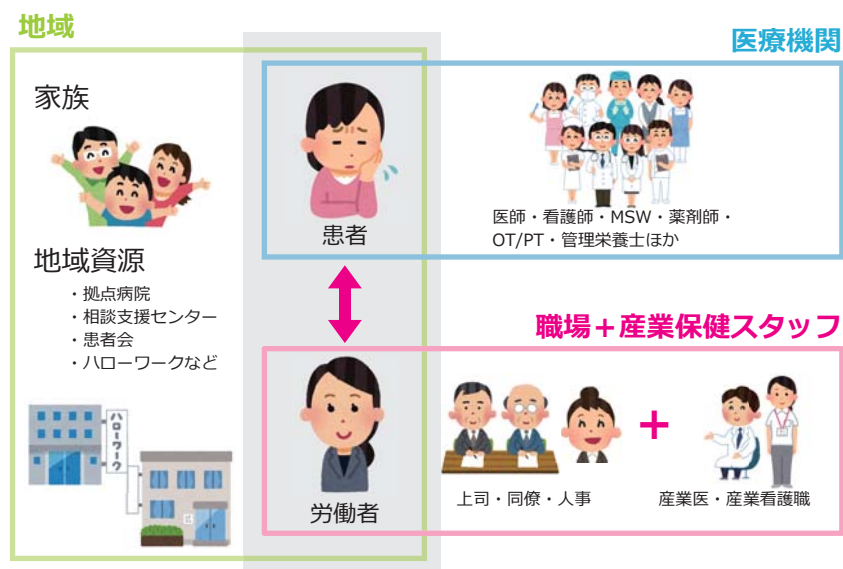 地域
家族
地域資源
・拠点病院
・相談支援センター
・患者会
・ハローワークなど
ハローワーク
医療機関
患者
医師・看護師・MSW・薬剤師・
OT/PT・管理栄養士ほか
職場＋産業保健スタッフ
労働者
上司・同僚・人事
+
産業医・産業看護職